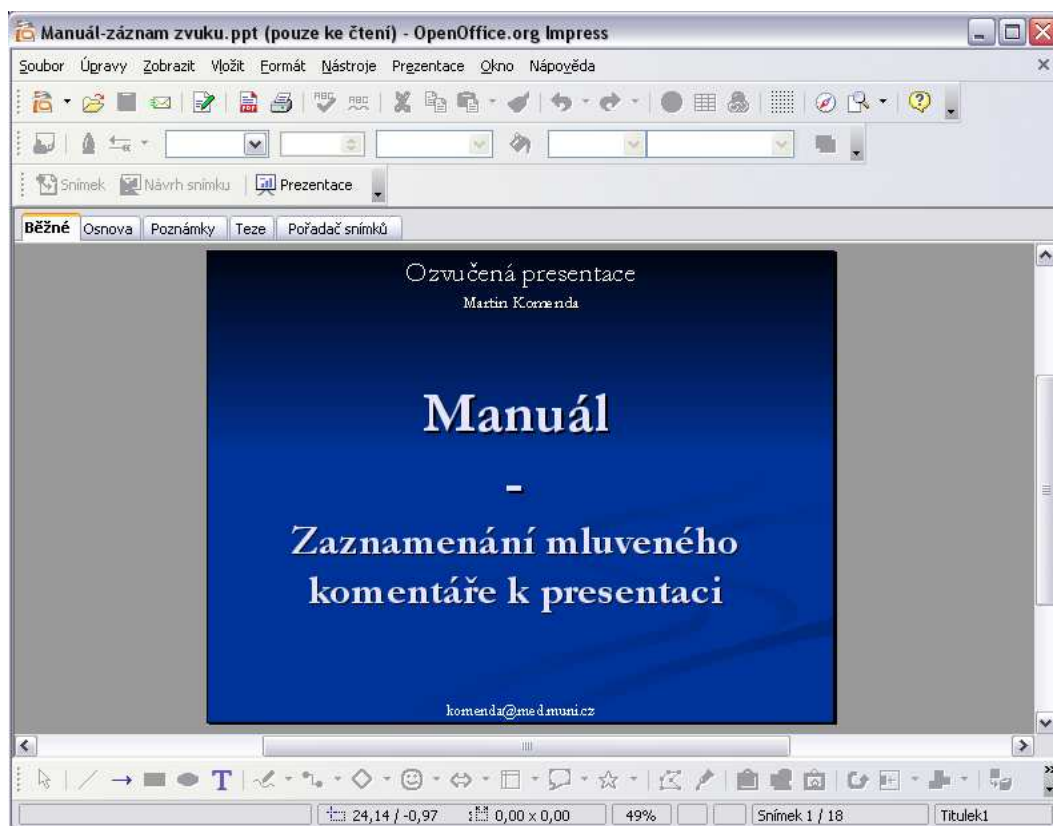 Manuál-záznam zvuku.ppt (pouze ke čtení) - OpenOffice.org Impress
Soubor Úpravy Zobrazit Vložit Formát Nástroje Prezentace Okno Nápověda
Snímek Návrh snímku Prezentace
Běžné Osnova Poznámky Teze Pořadač snímků
Ozvučená presentace
Martin Komenda
Manuál
-
Zaznamenání mluveného
komentáře k presentaci
komenda@med.muni.cz
24,14 / -0,97 0,00 x 0,00 49% Snímek 1 / 18 Titulek1